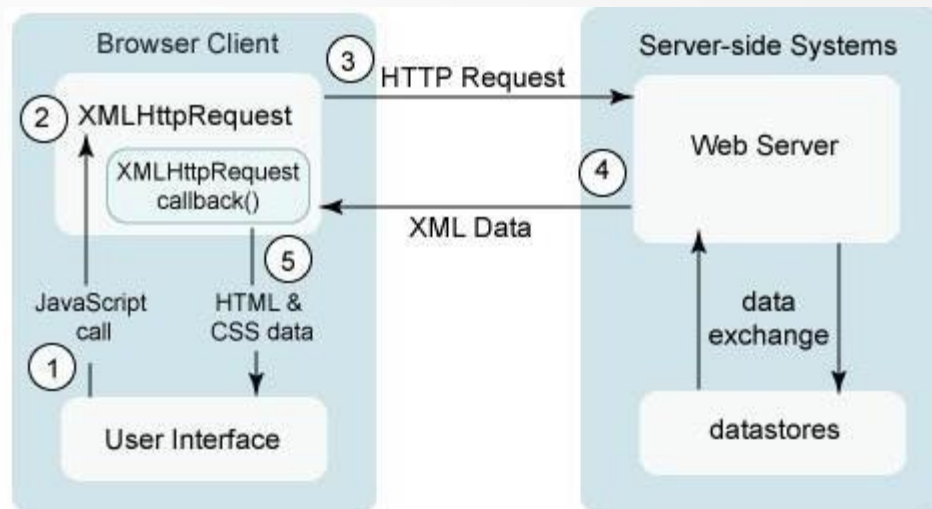 Browser Client
Server-side Systems
3
HTTP Request
2
XMLHttpRequest
Web Server
XMLHttpRequest
callback()
4
XML Data
5
JavaScript
call
HTML &
CSS data
data
exchange
1
User Interface
datastores